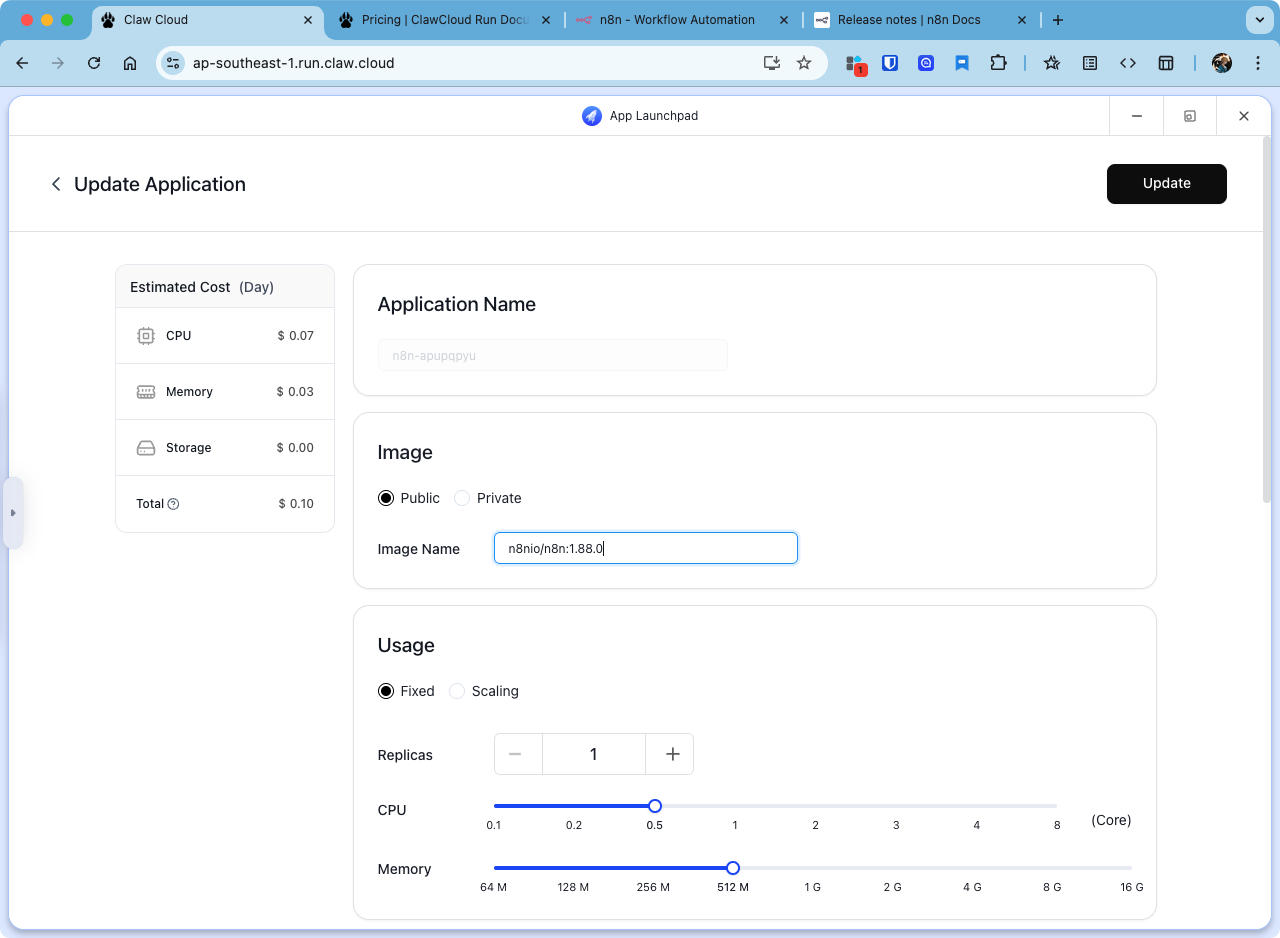 Claw Cloud
Pricing | ClawCloud Run Docu
n8n - Workflow Automation
Release notes | n8n Docs
ap-southeast-1.run.claw.cloud
1
App Launchpad
Update Application
Update
Estimated Cost (Day)
CPU $ 0.07
Memory $ 0.03
Storage $ 0.00
Total $ 0.10
Application Name
n8n-apupqpyu
Image
Public Private
Image Name n8nio/n8n:1.88.0
Usage
Fixed Scaling
Replicas 1
CPU
0.1 0.2 0.5 1 2 3 4 8 (Core)
Memory
64 M 128 M 256 M 512 M 1 G 2 G 4 G 8 G 16 G